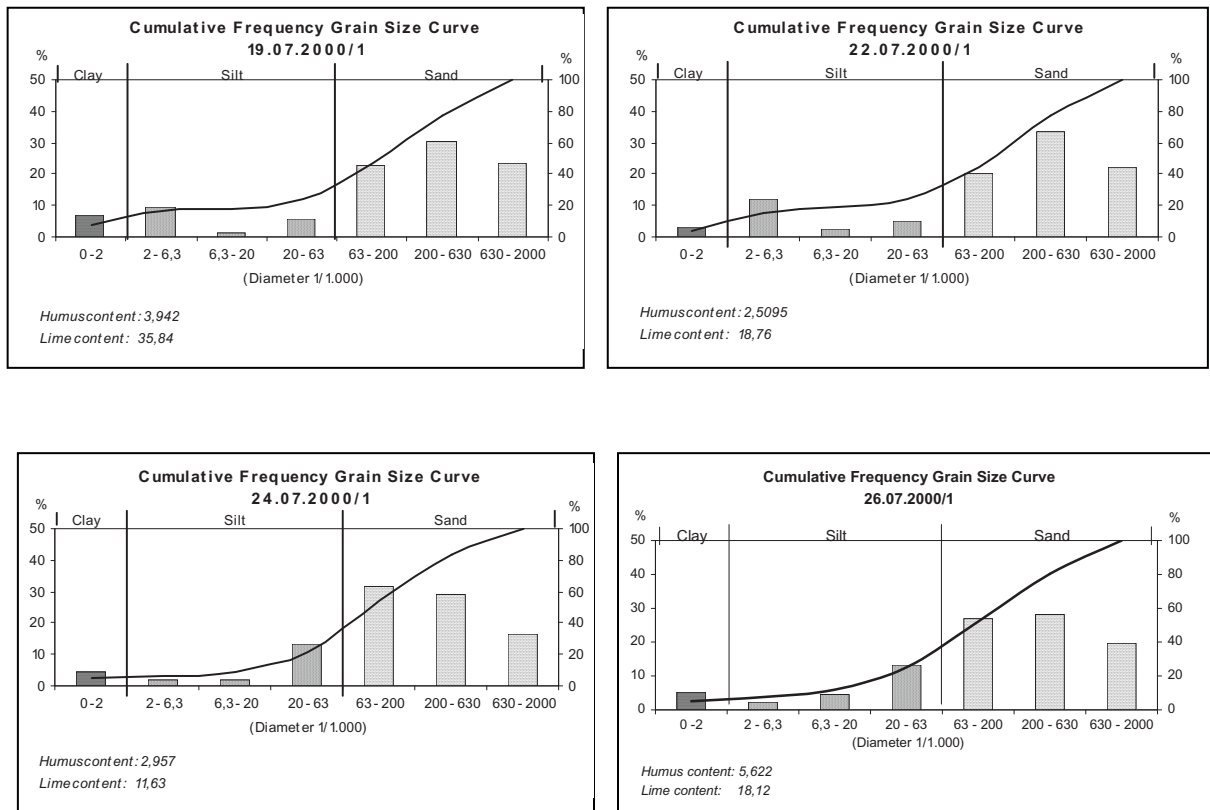 Cumulative Frequency Grain Size Curve
19.07.2000/1
% %
Clay Silt Sand
50 100
40 80
30 60
20 40
10 20
0 0
0 -2 2 - 6,3 6,3 - 20 20 - 63 63 - 200 200 - 630 630 - 2000
(Diameter 1/1.000)
Humuscontent: 3,942
Limecontent: 35,84
Cumulative Frequency Grain Size Curve
22.07.2000/1
% %
Clay Silt Sand
50 100
40 80
30 60
20 40
10 20
0 0
0 -2 2 - 6,3 6,3 - 20 20 - 63 63 - 200 200 - 630 630 - 2000
(Diameter 1/1.000)
Humuscontent: 2,5095
Limecontent: 18,76
Cumulative Frequency Grain Size Curve
24.07.2000/1
% %
Clay Silt Sand
50 100
40 80
30 60
20 40
10 20
0 0
0 -2 2 - 6,3 6,3 - 20 20 - 63 63 - 200 200 - 630 630 - 2000
(Diameter 1/1.000)
Humuscontent: 2,957
Limecontent: 11,63
Cumulative Frequency Grain Size Curve
26.07.2000/1
% %
Clay Silt Sand
50 100
40 80
30 60
20 40
10 20
0 0
0 -2 2 - 6,3 6,3 - 20 20 - 63 63 - 200 200 - 630 630 - 2000
(Diameter 1/1.000)
Humus content: 5,622
Lime content: 18,12